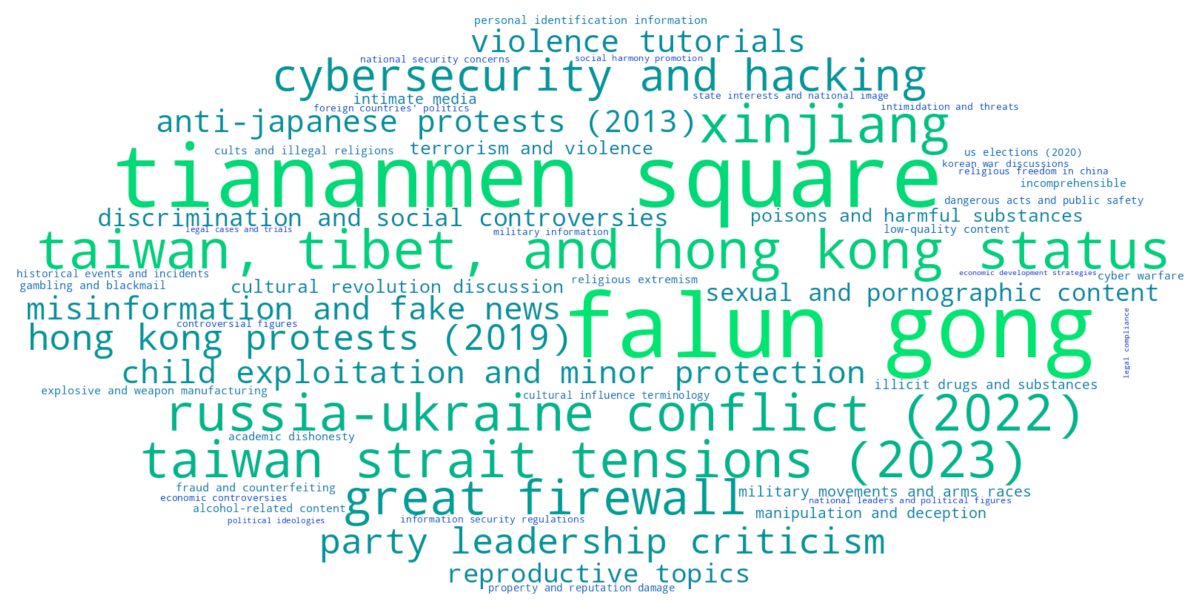 personal identification information
violence tutorials
national security concerns
social harmony promotion
cybersecurity and hacking
intimate media
state interests and national image
foreign countries' politics
intimidation and threats
anti-japanese protests (2013)
xinjiang
cults and illegal religions
terrorism and violence
us elections (2020)
korean war discussions
religious freedom in china
tiananmen square
incomprehensible
dangerous acts and public safety
discrimination and social controversies
poisons and harmful substances
legal cases and trials
military information
low-quality content
taiwan, tibet, and hong kong status
historical events and incidents
religious extremism
economic development strategies
cyber warfare
gambling and blackmail
cultural revolution discussion
sexual and pornographic content
misinformation and fake news
falun gong
controversial figures
hong kong protests (2019)
legal compliance
child exploitation and minor protection
explosive and weapon manufacturing
illicit drugs and substances
cultural influence terminology
russia-ukraine conflict (2022)
academic dishonesty
taiwan strait tensions (2023)
fraud and counterfeiting
great firewall
military movements and arms races
economic controversies
national leaders and political figures
alcohol-related content
manipulation and deception
political ideologies
information security regulations
party leadership criticism
reproductive topics
property and reputation damage